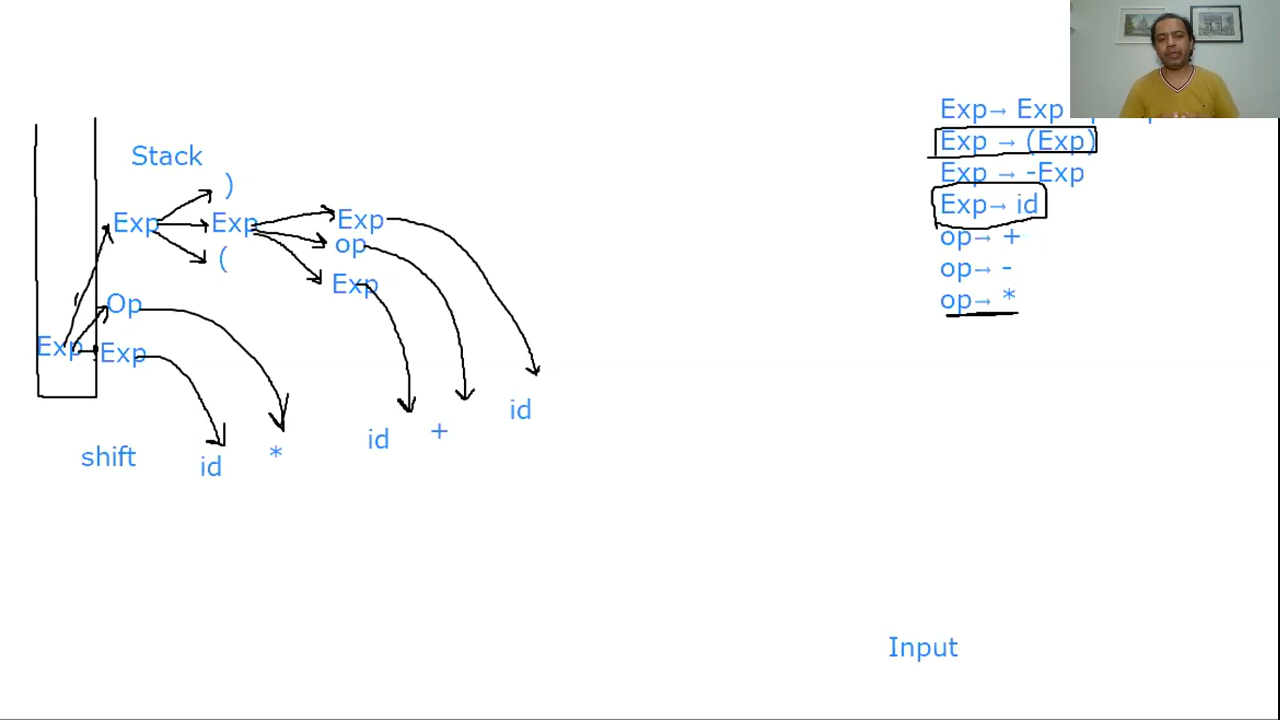 Stack
)
Exp Exp Exp
op
(
Exp
Op
Exp Exp
id
id +
shift id *
Exp→ Exp
Exp → (Exp)
Exp → -Exp
Exp→ id
op→ +
op→ -
op→ *
Input